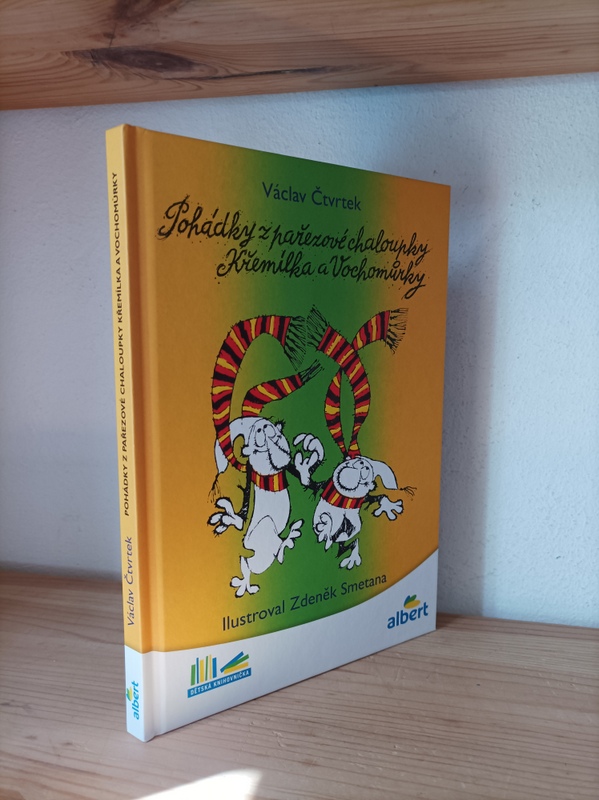 Václav Čtvrtek
Pohádky z pařezové chaloupky
Křemílka a Vochomůrky
Ilustroval Zdeněk Smetana
albert
DĚTSKÁ KNIHOVNIČKA
POHÁDKY Z PAŘEZOVÉ CHALOUPKY KŘEMÍLKA A VOCHOMŮRKY
Václav Čtvrtek
albert